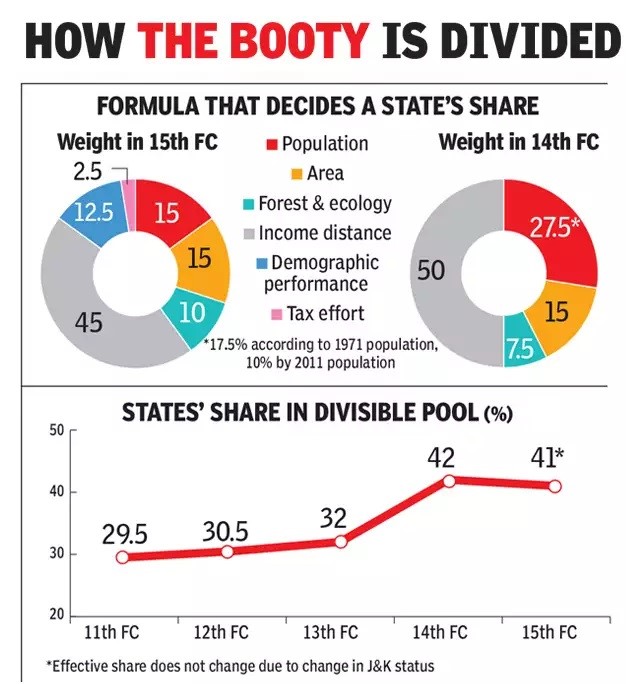 HOW THE BOOTY IS DIVIDED
FORMULA THAT DECIDES A STATE'S SHARE
Weight in 15th FC
2.5
12.5
15
15
10
45
Population
Area
Forest & ecology
Income distance
Demographic
performance
Tax effort
*17.5% according to 1971 population,
10% by 2011 population
Weight in 14th FC
27.5*
50
15
7.5
STATES' SHARE IN DIVISIBLE POOL (%)
50
40
30
20
29.5
30.5
32
42
41*
11th FC
12th FC
13th FC
14th FC
15th FC
*Effective share does not change due to change in J&K status